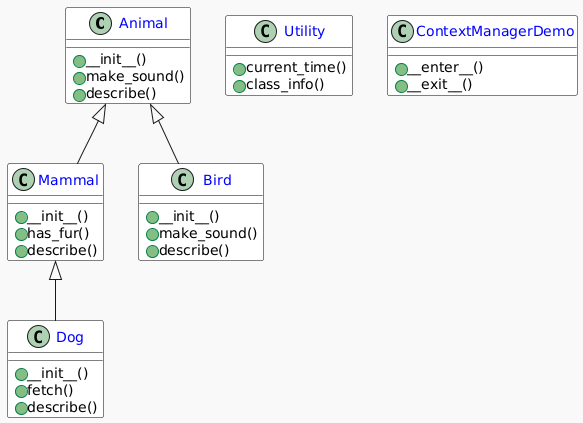 C Animal
__init__()
make_sound()
describe()
C Utility
current_time()
class_info()
C ContextManagerDemo
__enter__()
__exit__()
C Mammal
__init__()
has_fur()
describe()
C Bird
__init__()
make_sound()
describe()
C Dog
__init__()
fetch()
describe()